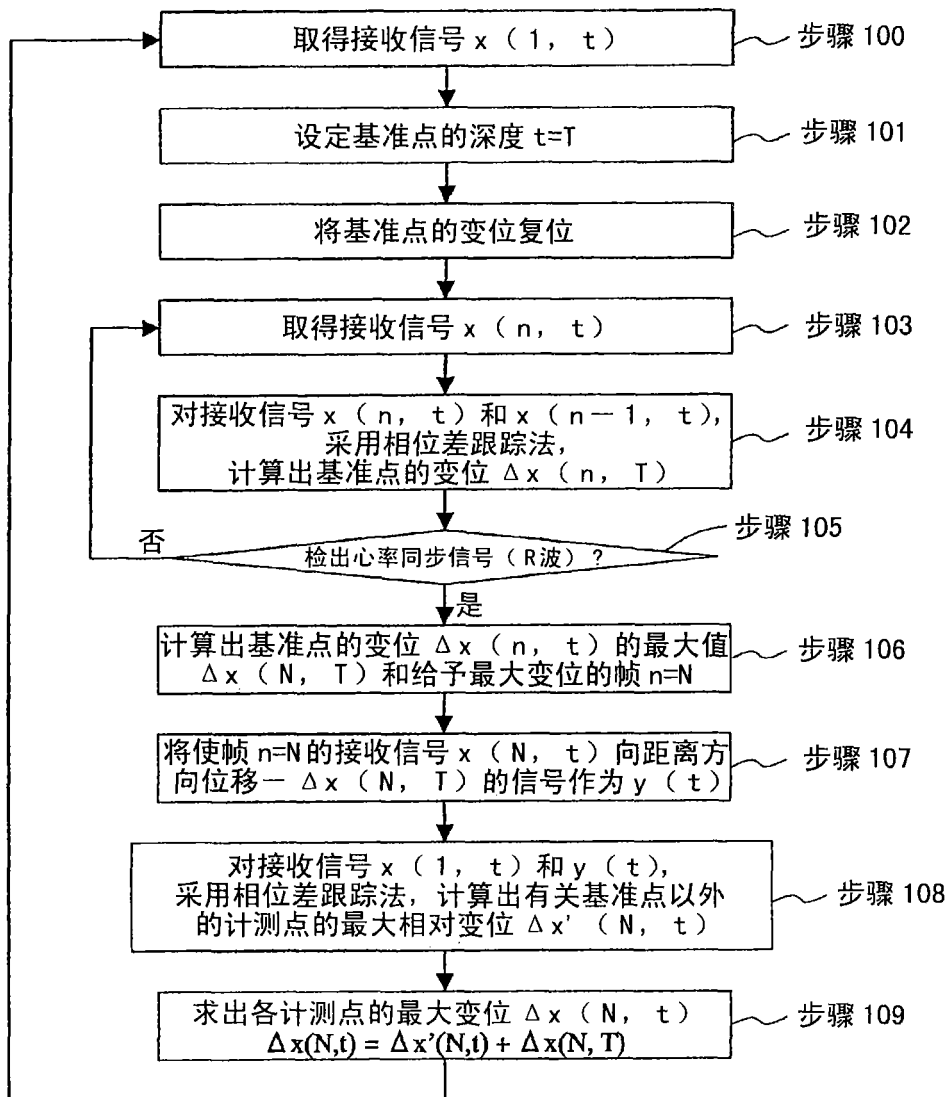 取得接收信号 x (1, t)
步骤 100
设定基准点的深度 t=T
步骤 101
将基准点的变位复位
步骤 102
取得接收信号 x (n, t)
步骤 103
对接收信号 x (n, t) 和 x (n－1, t),
采用相位差跟踪法,
计算出基准点的变位 Δx (n, T)
步骤 104
检出心率同步信号 (R波) ?
步骤 105
否
是
计算出基准点的变位 Δx (n, t) 的最大值
Δx (N, T) 和给予最大变位的帧 n=N
步骤 106
将使帧 n=N 的接收信号 x (N, t) 向距离方
向位移－Δx (N, T) 的信号作为 y (t)
步骤 107
对接收信号 x (1, t) 和 y (t),
采用相位差跟踪法, 计算出有关基准点以外
的计测点的最大相对变位 Δx' (N, t)
步骤 108
求出各计测点的最大变位 Δx (N, t)
Δx(N,t) = Δx'(N,t) + Δx(N, T)
步骤 109